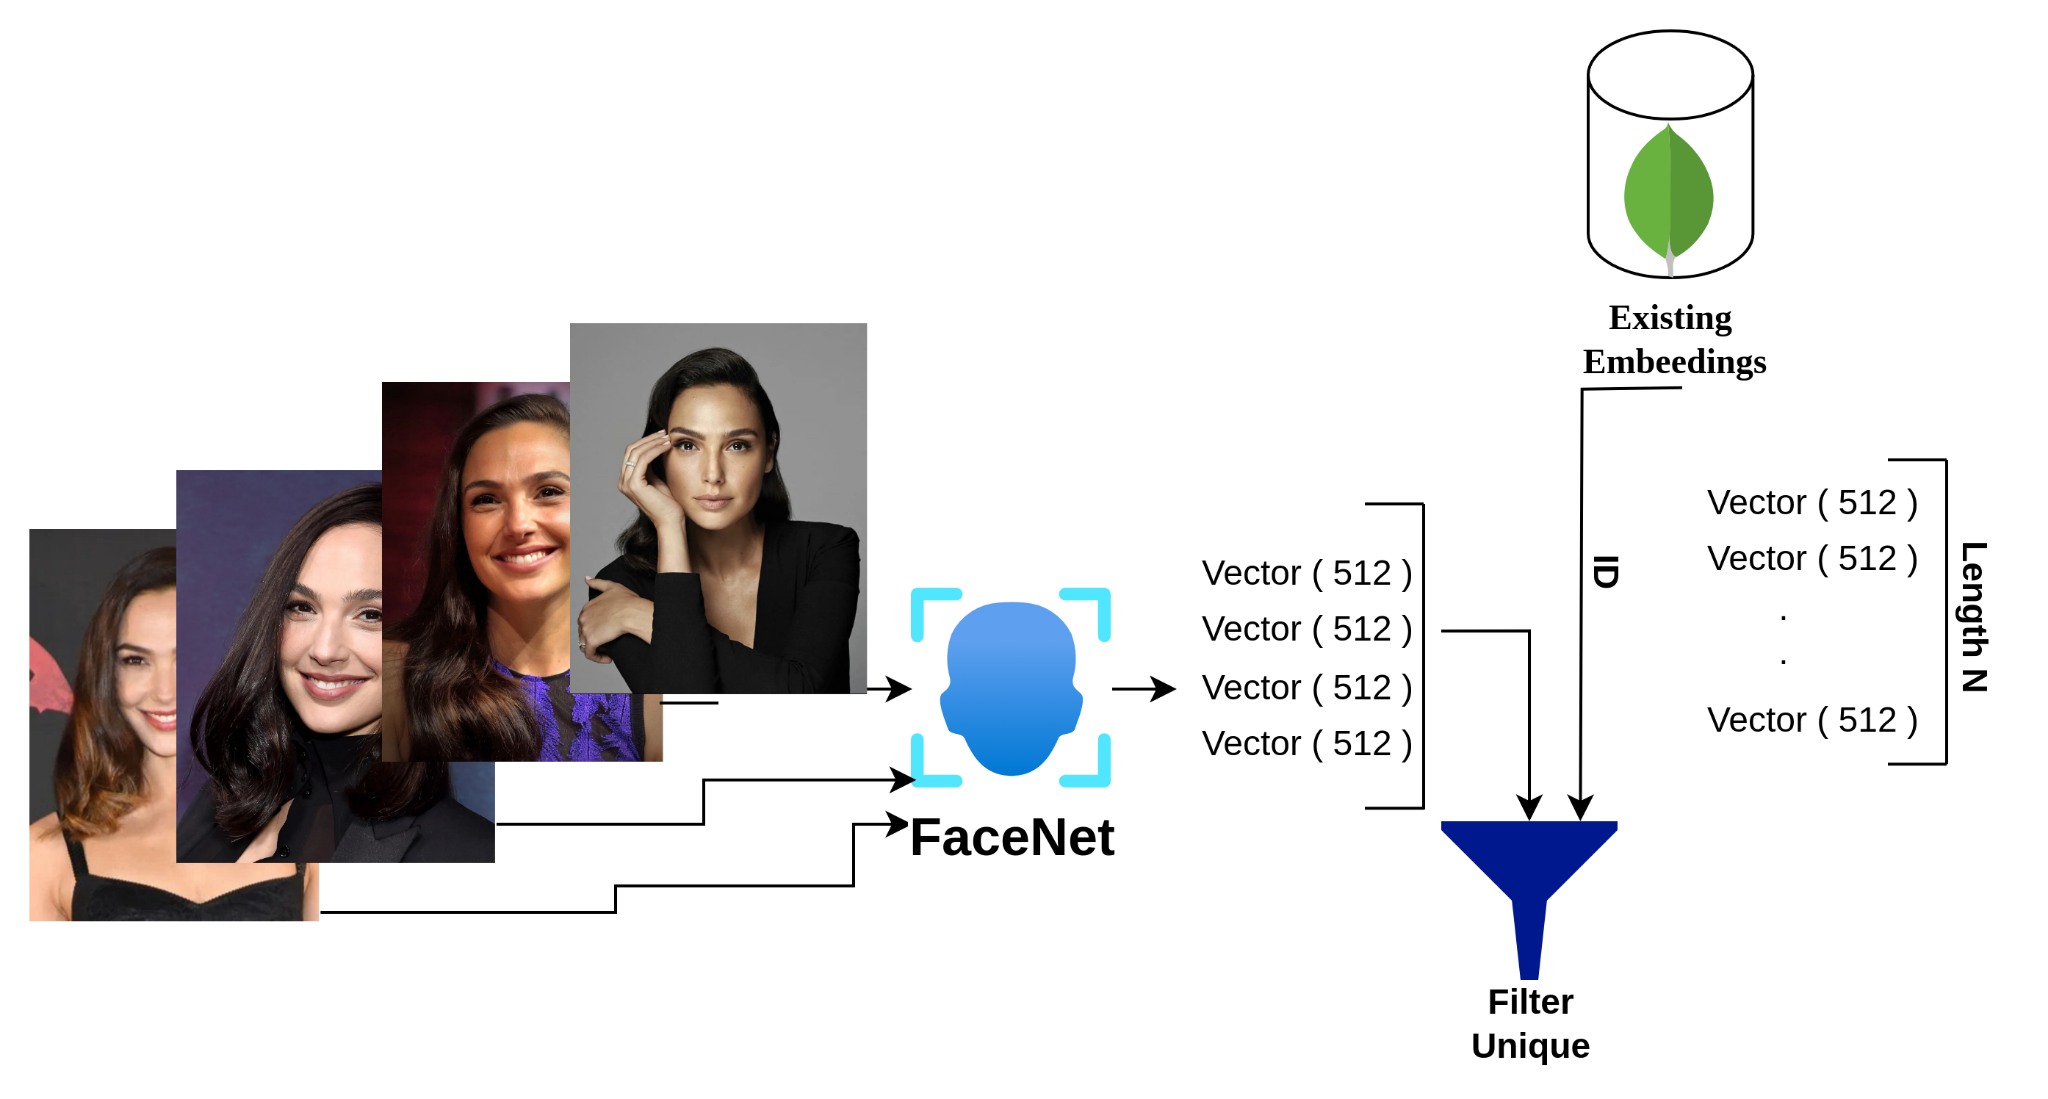 Existing
Embeedings
Vector ( 512 )
Vector ( 512 )
Vector ( 512 )
Vector ( 512 )
FaceNet
ID
Vector ( 512 )
Vector ( 512 )
.
.
Vector ( 512 )
Length N
Filter
Unique